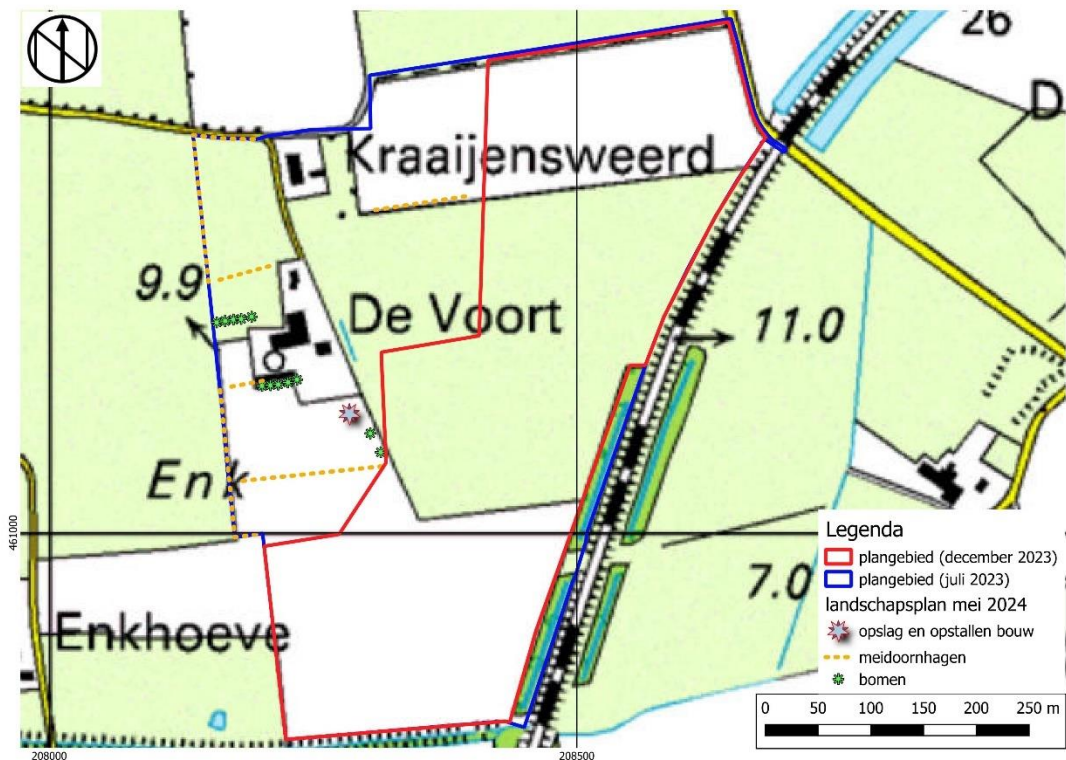 26
D
Kraaijensweerd
9.9
De Voort
11.0
Enk
461000
7.0
Enkhoeve
Legenda
plangebied (december 2023)
plangebied (juli 2023)
landschapsplan mei 2024
opslag en opstallen bouw
meidoornhagen
bomen
0 50 100 150 200 250 m
208000
208500